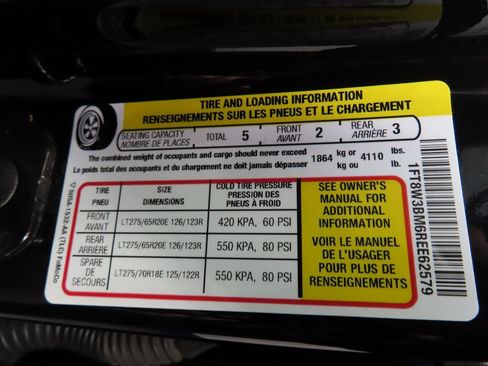 TIRE AND LOADING INFORMATION
RENSEIGNEMENTS SUR LES PNEUS ET LE CHARGEMENT
SEATING CAPACITY
NOMBRE DE PLACES
TOTAL 5
FRONT
AVANT 2
REAR
ARRIÈRE 3
The combined weight of occupants and cargo should never exceed
Le poids total des occupants et du chargement ne doit jamais dépasser
1864 kg or kg ou 4110 lbs. lb.
TIRE
PNEU
SIZE
DIMENSIONS
COLD TIRE PRESSURE
PRESSION DES PNEUS
À FROID
FRONT
AVANT
LT275/65R20E 126/123R
420 KPA, 60 PSI
REAR
ARRIÈRE
LT275/65R20E 126/123R
550 KPA, 80 PSI
SPARE
DE
SECOURS
LT275/70R18E 125/122R
550 KPA, 80 PSI
SEE OWNER'S
MANUAL FOR
ADDITIONAL
INFORMATION
VOIR LE MANUEL
DE L'USAGER
POUR PLUS DE
RENSEIGNEMENTS
1FT8W3BM6REE62579